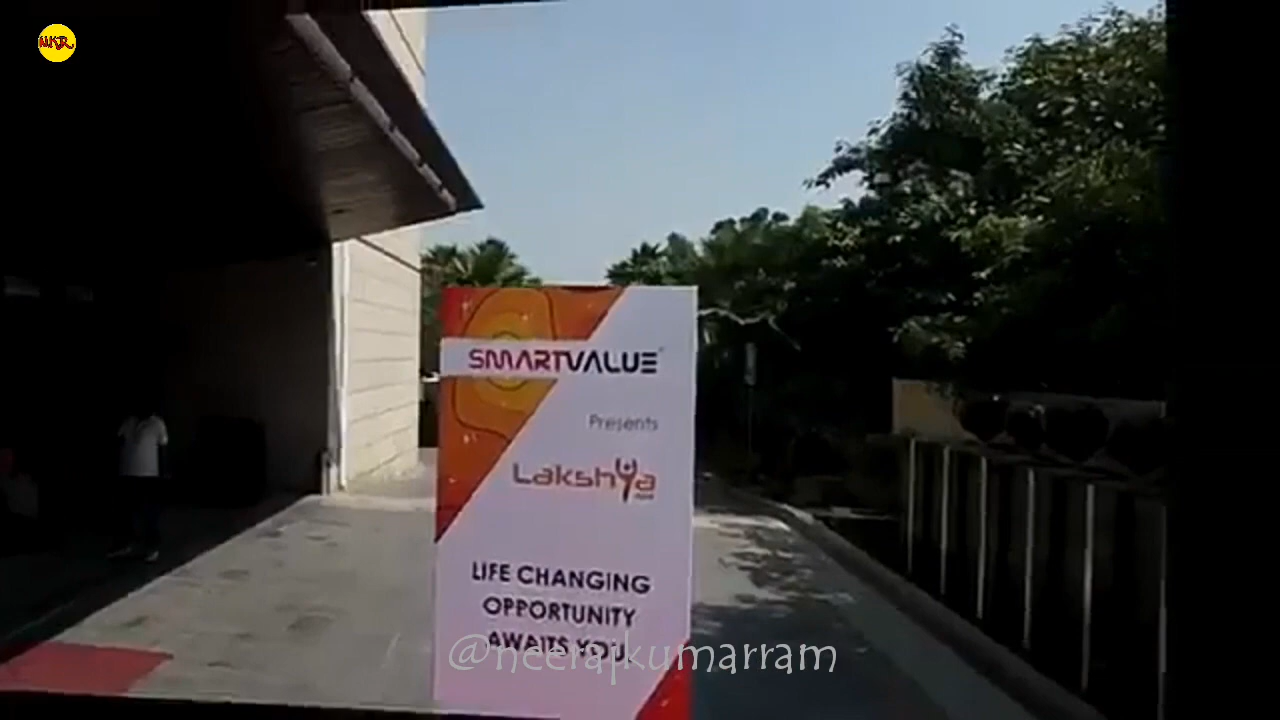 NKR
SMARTVALUE
Presents
Lakshya
LIFE CHANGING
OPPORTUNITY
AWAITS YOU.
@neerajkumarram